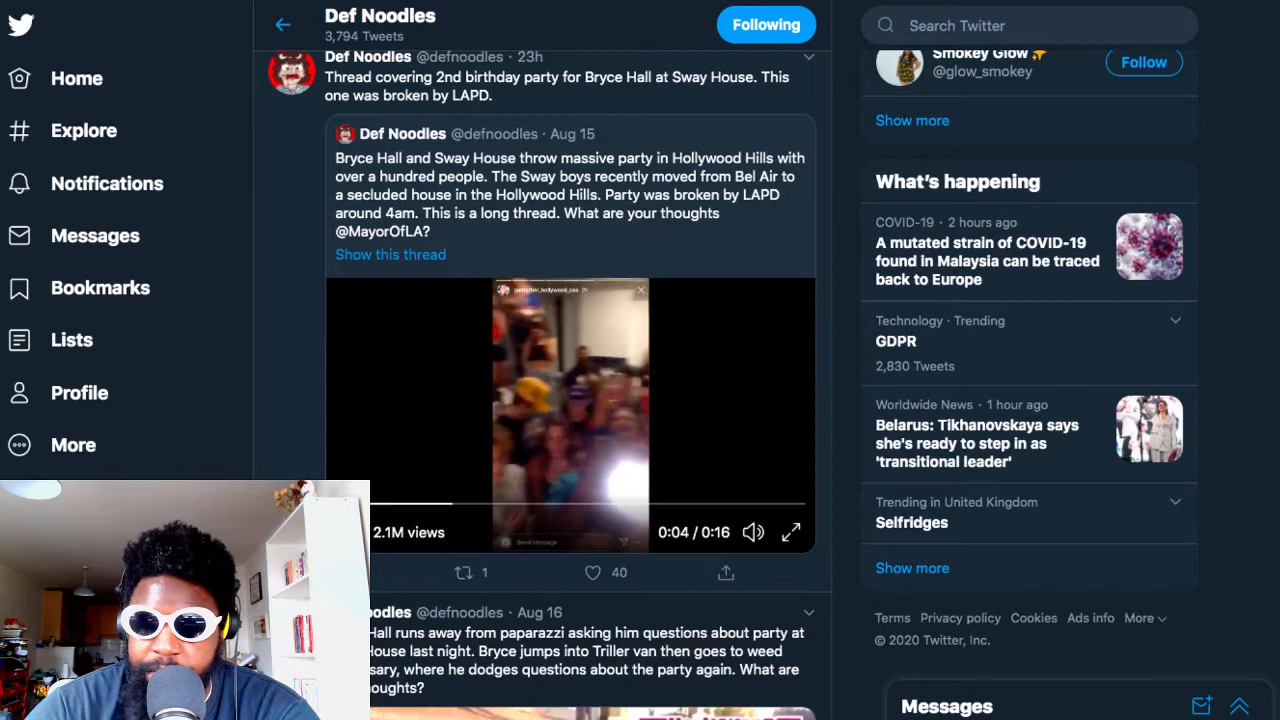 Def Noodles
3,794 Tweets
Following
Home
Explore
Notifications
Messages
Bookmarks
Lists
Profile
More
Def Noodles @defnoodles · 23h
Thread covering 2nd birthday party for Bryce Hall at Sway House. This
one was broken by LAPD.
Def Noodles @defnoodles · Aug 15
Bryce Hall and Sway House throw massive party in Hollywood Hills with
over a hundred people. The Sway boys recently moved from Bel Air to
a secluded house in the Hollywood Hills. Party was broken by LAPD
around 4am. This is a long thread. What are your thoughts
@MayorOfLA?
Show this thread
2h
Send Message
2.1M views
0:04 / 0:16
1
40
oodles @defnoodles · Aug 16
Hall runs away from paparazzi asking him questions about party at
House last night. Bryce jumps into Triller van then goes to weed
sary, where he dodges questions about the party again. What are
oughts?
Search Twitter
Smokey Glow
@glow_smokey
Follow
Show more
What's happening
COVID-19 · 2 hours ago
A mutated strain of COVID-19
found in Malaysia can be traced
back to Europe
Technology · Trending
GDPR
2,830 Tweets
Worldwide News · 1 hour ago
Belarus: Tikhanovskaya says
she's ready to step in as
'transitional leader'
Trending in United Kingdom
Selfridges
Show more
Terms Privacy policy Cookies Ads info More
© 2020 Twitter, Inc.
Messages